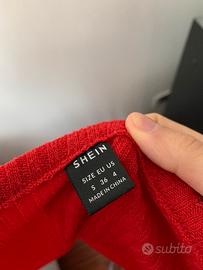 SHEIN
SIZE EU US
S 36 4
MADE IN CHINA
subito